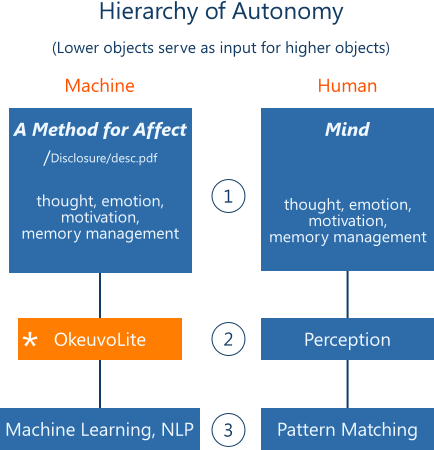 Hierarchy of Autonomy
(Lower objects serve as input for higher objects)
Machine
Human
A Method for Affect
/Disclosure/desc.pdf
thought, emotion,
motivation,
memory management
1
Mind
thought, emotion,
motivation,
memory management
* OkeuvoLite
2
Perception
Machine Learning, NLP
3
Pattern Matching